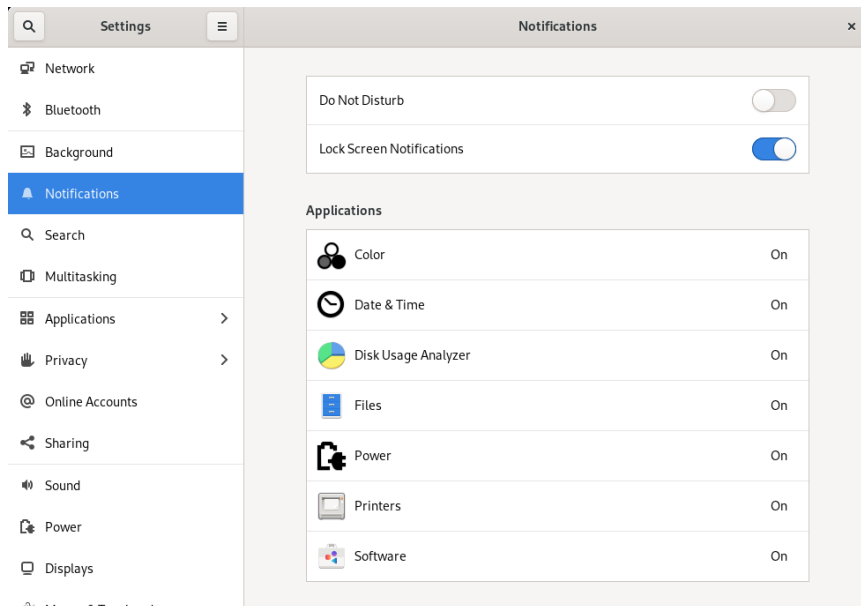 Settings
Notifications
Network
Bluetooth
Background
Notifications
Search
Multitasking
Applications
Privacy
Online Accounts
Sharing
Sound
Power
Displays
Do Not Disturb
Lock Screen Notifications
Applications
Color On
Date & Time On
Disk Usage Analyzer On
Files On
Power On
Printers On
Software On